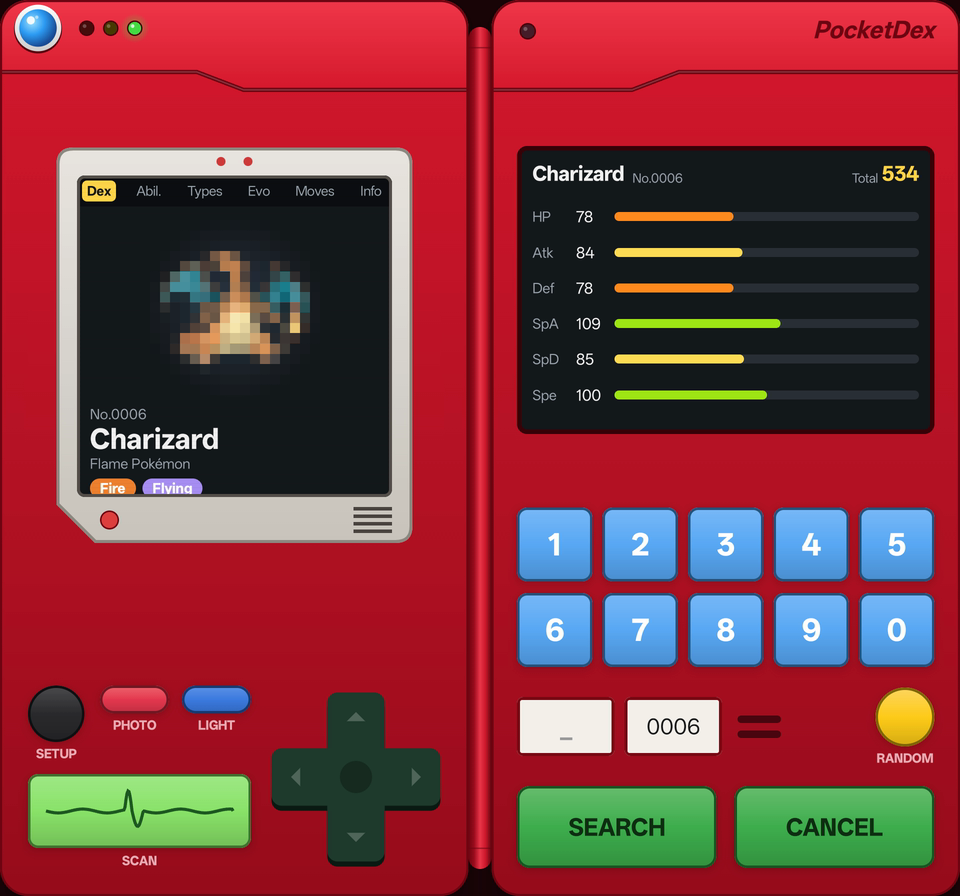 PocketDex
Dex Abil. Types Evo Moves Info
No.0006
Charizard
Flame Pokémon
Fire Flying
Charizard No.0006 Total 534
HP 78
Atk 84
Def 78
SpA 109
SpD 85
Spe 100
1 2 3 4 5
6 7 8 9 0
_ 0006
RANDOM
SETUP PHOTO LIGHT
SCAN
SEARCH CANCEL